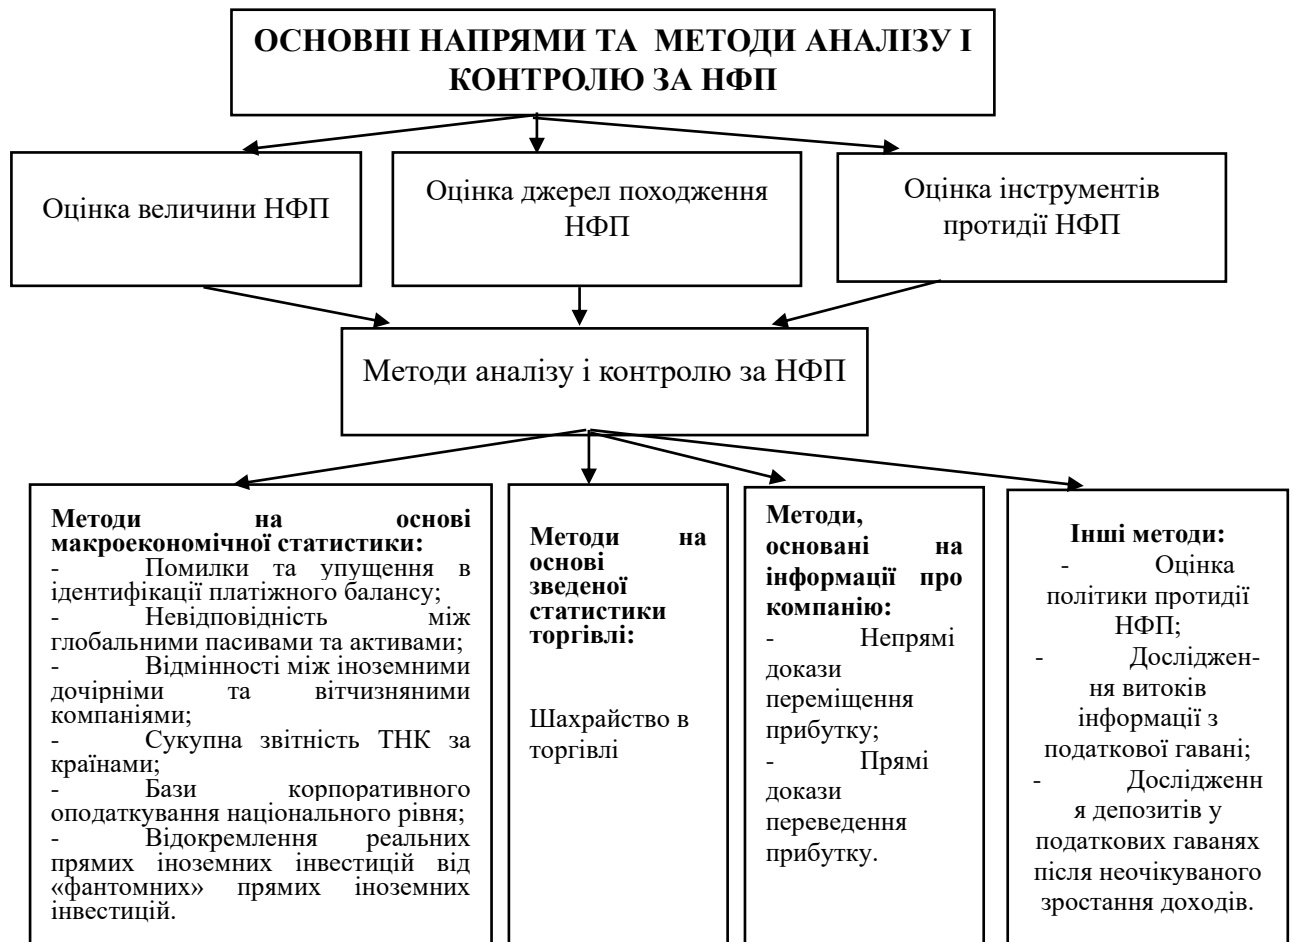 ОСНОВНІ НАПРЯМИ ТА МЕТОДИ АНАЛІЗУ І
КОНТРОЛЮ ЗА НФП
Оцінка величини НФП
Оцінка джерел походження
НФП
Оцінка інструментів
протидії НФП
Методи аналізу і контролю за НФП
Методи на основі
макроекономічної статистики:
- Помилки та упущення в
ідентифікації платіжного балансу;
- Невідповідність між
глобальними пасивами та активами;
- Відмінності між іноземними
дочірніми та вітчизняними
компаніями;
- Сукупна звітність ТНК за
країнами;
- Бази корпоративного
оподаткування національного рівня;
- Відокремлення реальних
прямих іноземних інвестицій від
«фантомних» прямих іноземних
інвестицій.
Методи на
основі
зведеної
статистики
торгівлі:
Шахрайство в
торгівлі
Методи,
основані на
інформації про
компанію:
- Непрямі
докази
переміщення
прибутку;
- Прямі
докази
переведення
прибутку.
Інші методи:
- Оцінка
політики протидії
НФП;
- Досліджен-
ня витоків
інформації з
податкової гавані;
- Дослідженн
я депозитів у
податкових гаванях
після неочікуваного
зростання доходів.